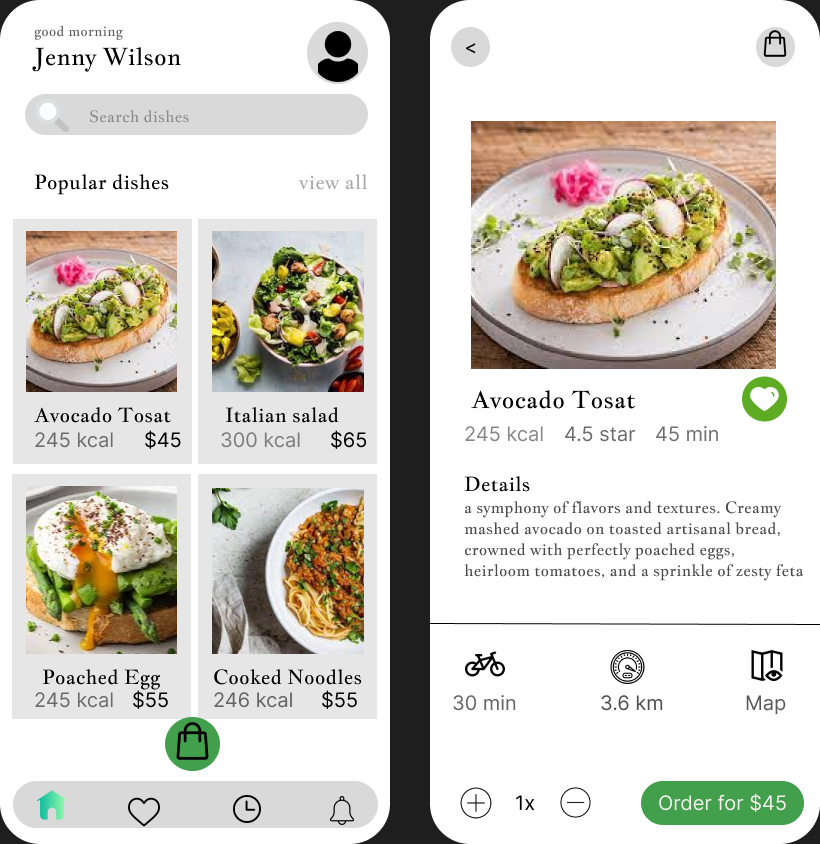 good morning
Jenny Wilson
Search dishes
Popular dishes view all
Avocado Tosat
245 kcal $45
Italian salad
300 kcal $65
Poached Egg
245 kcal $55
Cooked Noodles
246 kcal $55
<
Avocado Tosat
245 kcal 4.5 star 45 min
Details
a symphony of flavors and textures. Creamy
mashed avocado on toasted artisanal bread,
crowned with perfectly poached eggs,
heirloom tomatoes, and a sprinkle of zesty feta
30 min 3.6 km Map
1x Order for $45